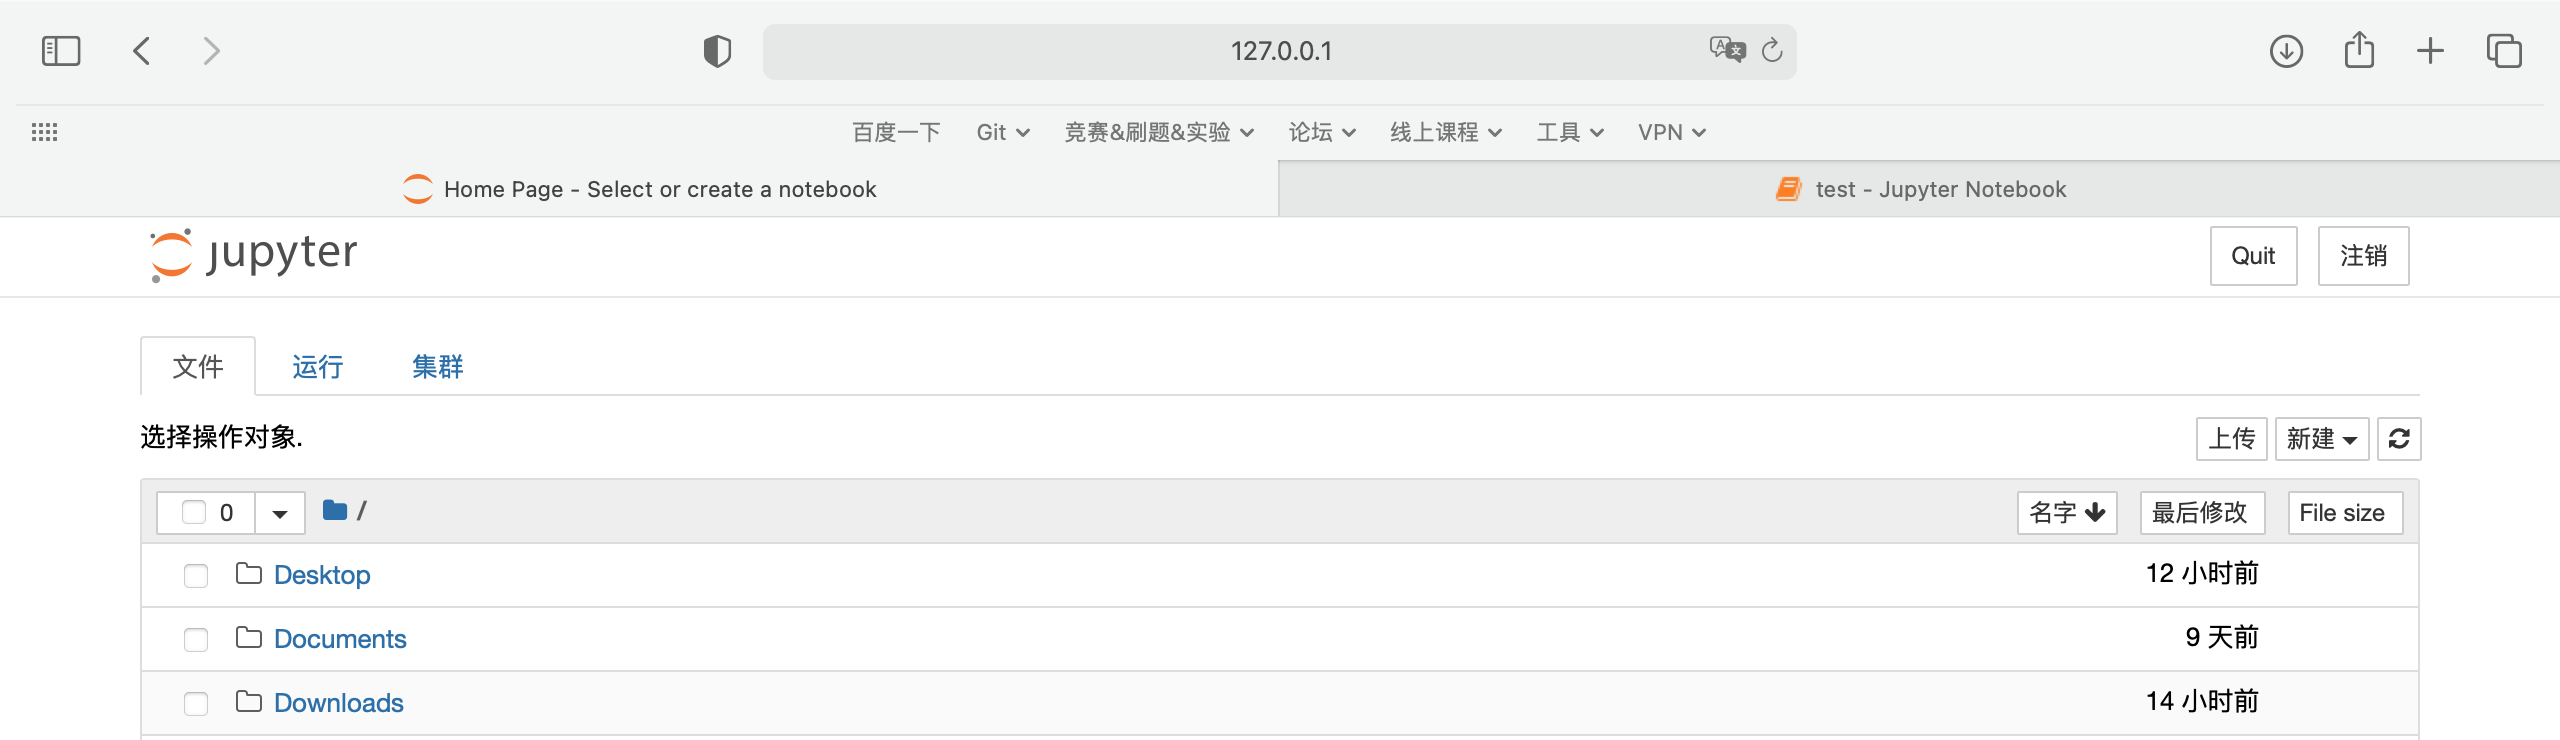 127.0.0.1
百度一下 Git 竞赛&刷题&实验 论坛 线上课程 工具 VPN
Home Page - Select or create a notebook test - Jupyter Notebook
jupyter Quit 注销
文件 运行 集群
选择操作对象. 上传 新建
0 / 名字 最后修改 File size
Desktop 12 小时前
Documents 9 天前
Downloads 14 小时前